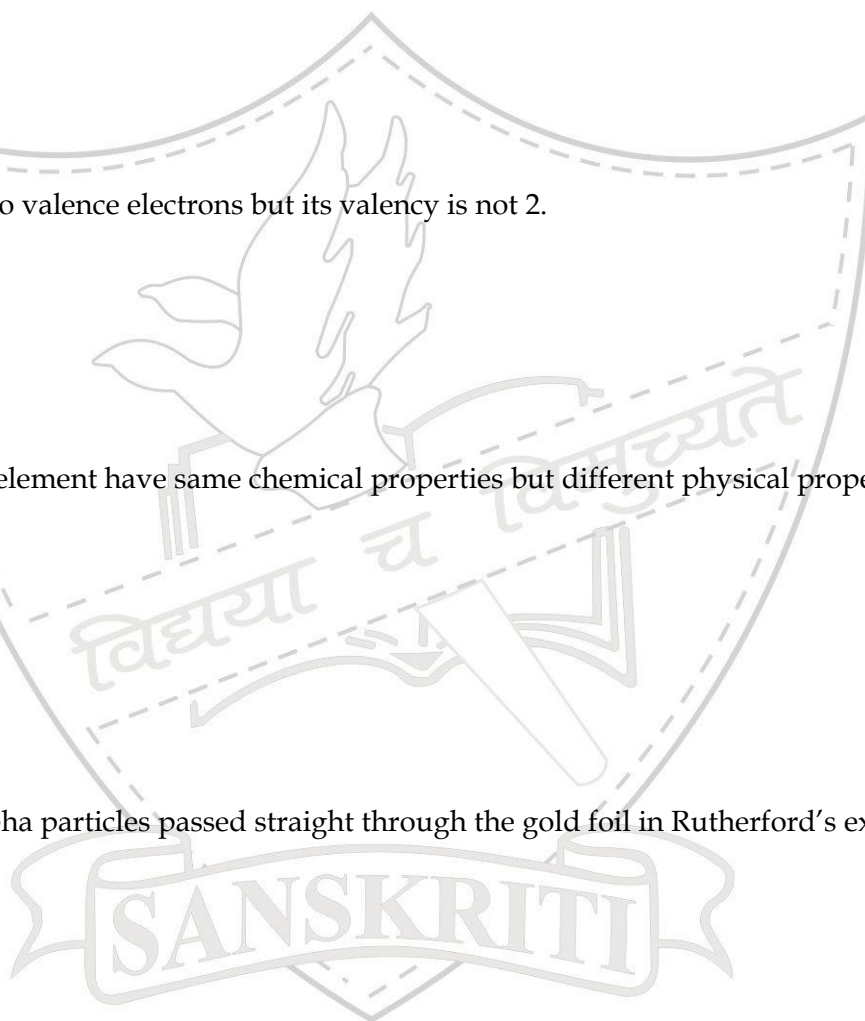 o valence electrons but its valency is not 2.
element have same chemical properties but different physical prope
विद्यया च विमुच्यते
ha particles passed straight through the gold foil in Rutherford’s ex
SANSKRITI